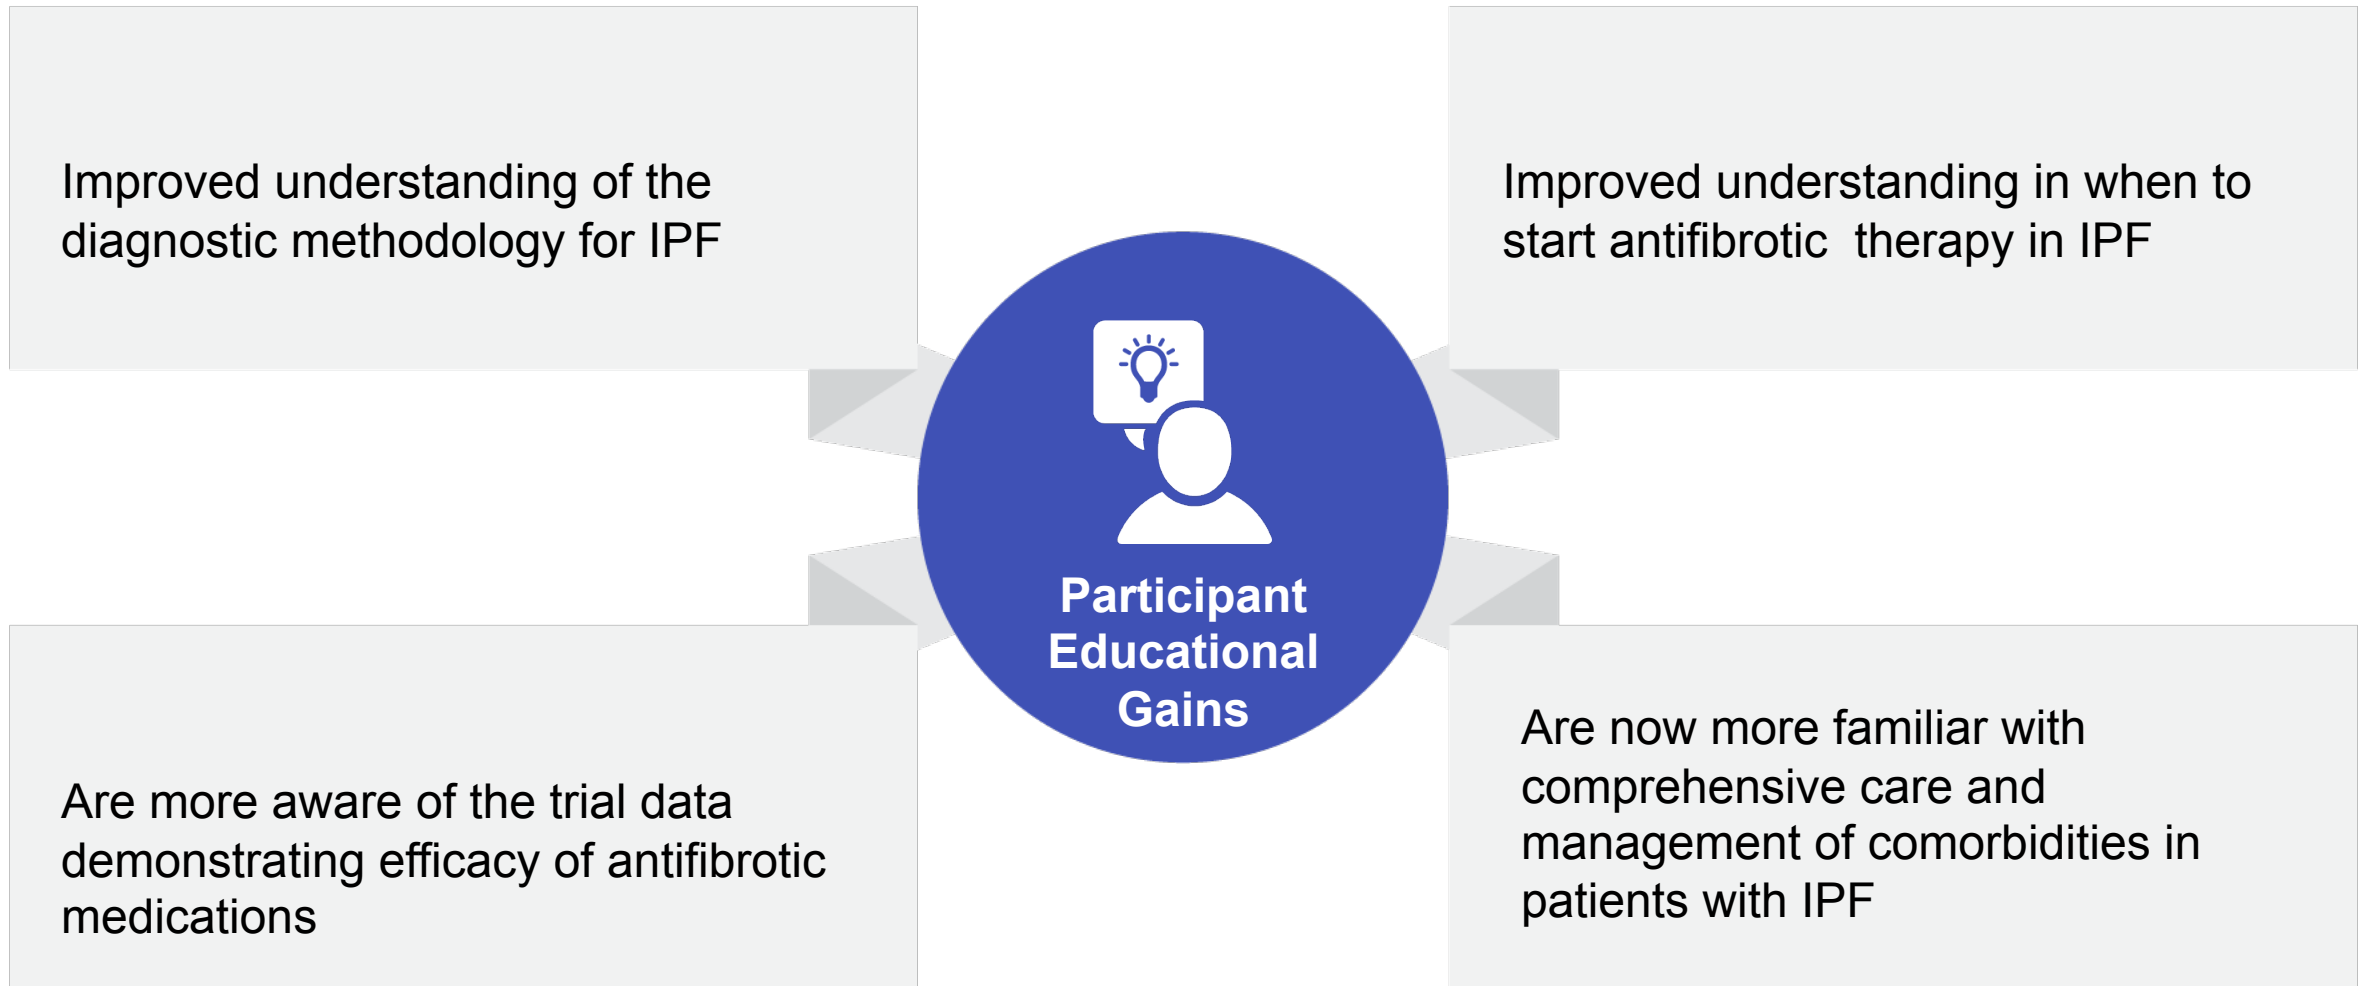 Improved understanding of the
diagnostic methodology for IPF
Improved understanding in when to
start antifibrotic  therapy in IPF
Participant
Educational
Gains
Are more aware of the trial data
demonstrating efficacy of antifibrotic
medications
Are now more familiar with
comprehensive care and
management of comorbidities in
patients with IPF